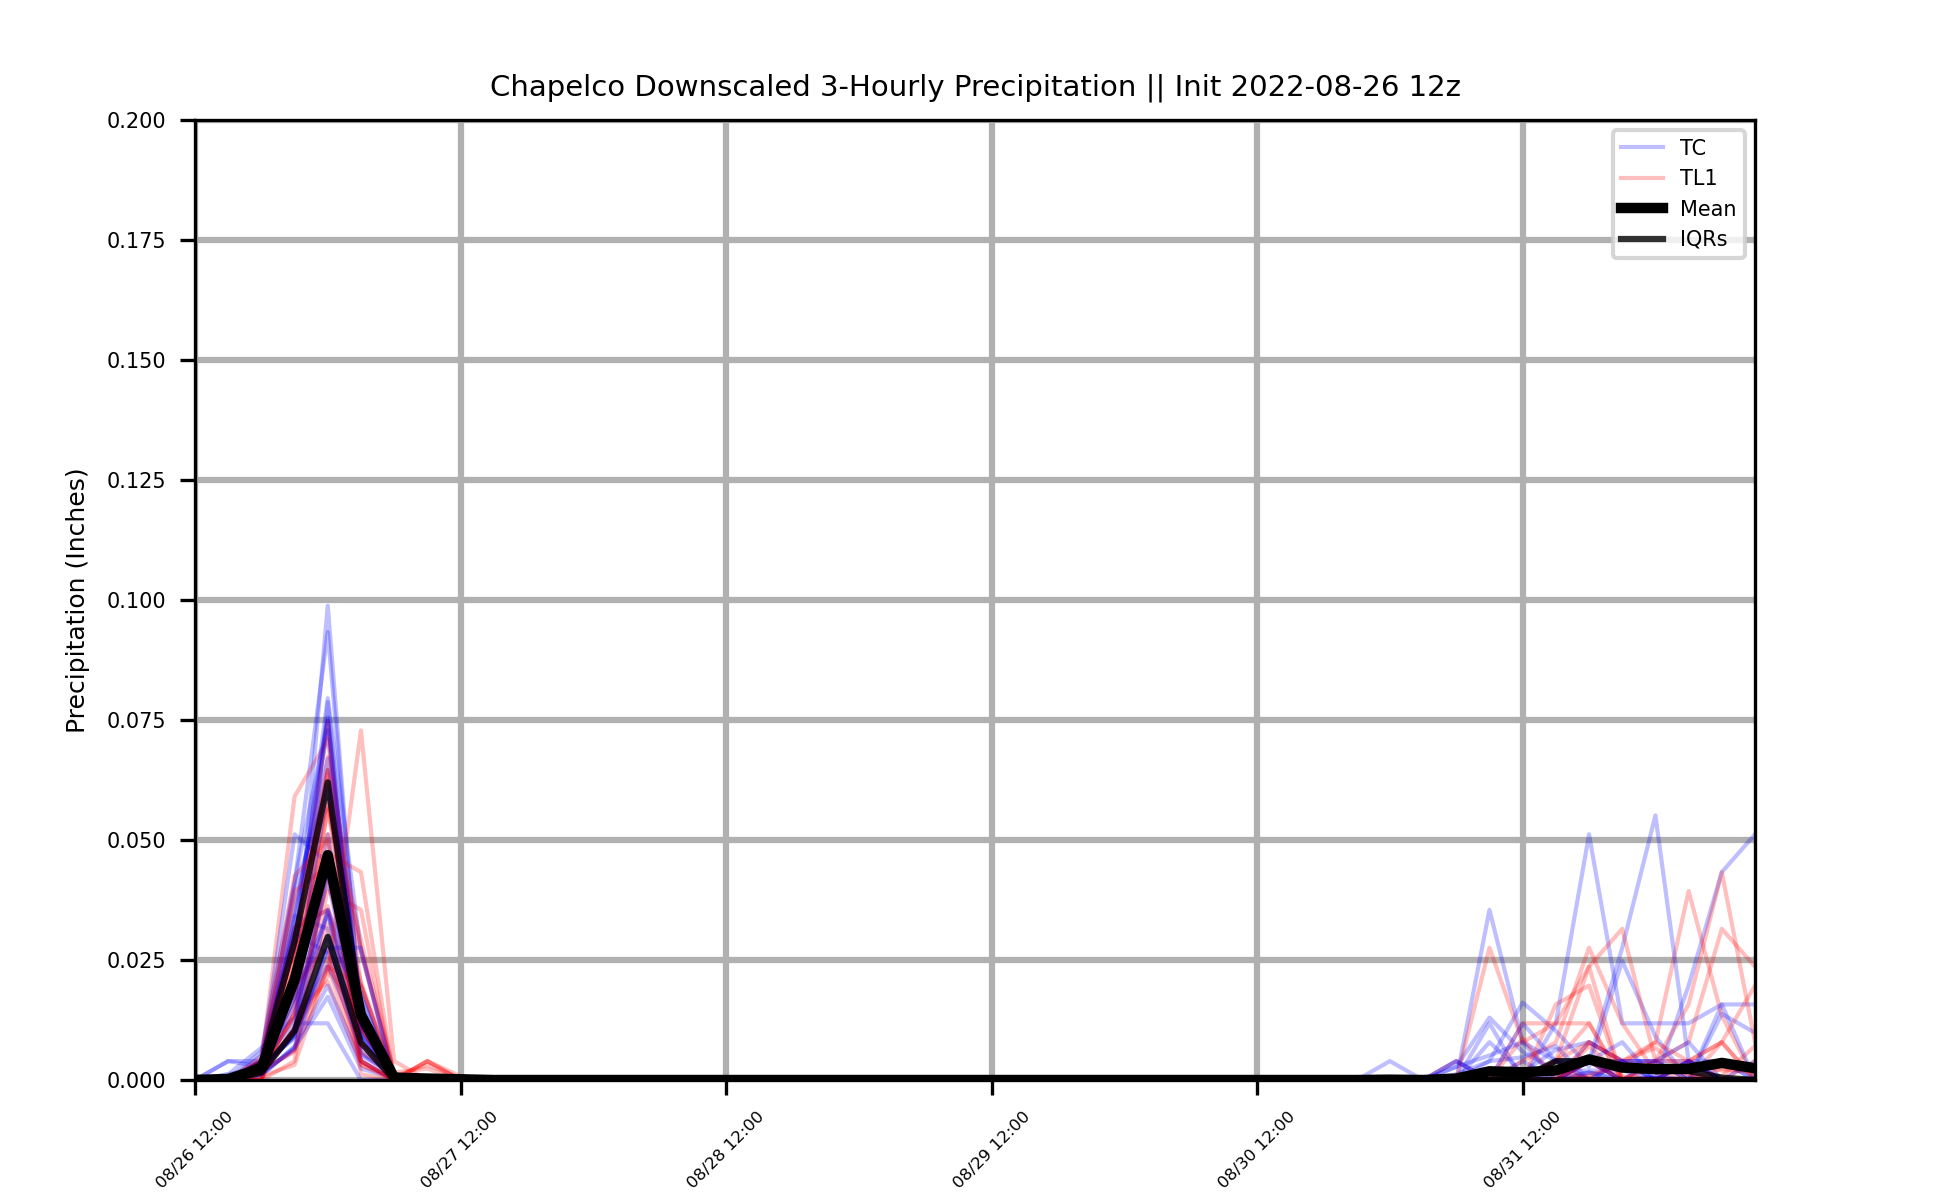 Chapelco Downscaled 3-Hourly Precipitation || Init 2022-08-26 12z
TC
TL1
Mean
IQRs
Precipitation (Inches)
0.200
0.175
0.150
0.125
0.100
0.075
0.050
0.025
0.000
08/26 12:00
08/27 12:00
08/28 12:00
08/29 12:00
08/30 12:00
08/31 12:00